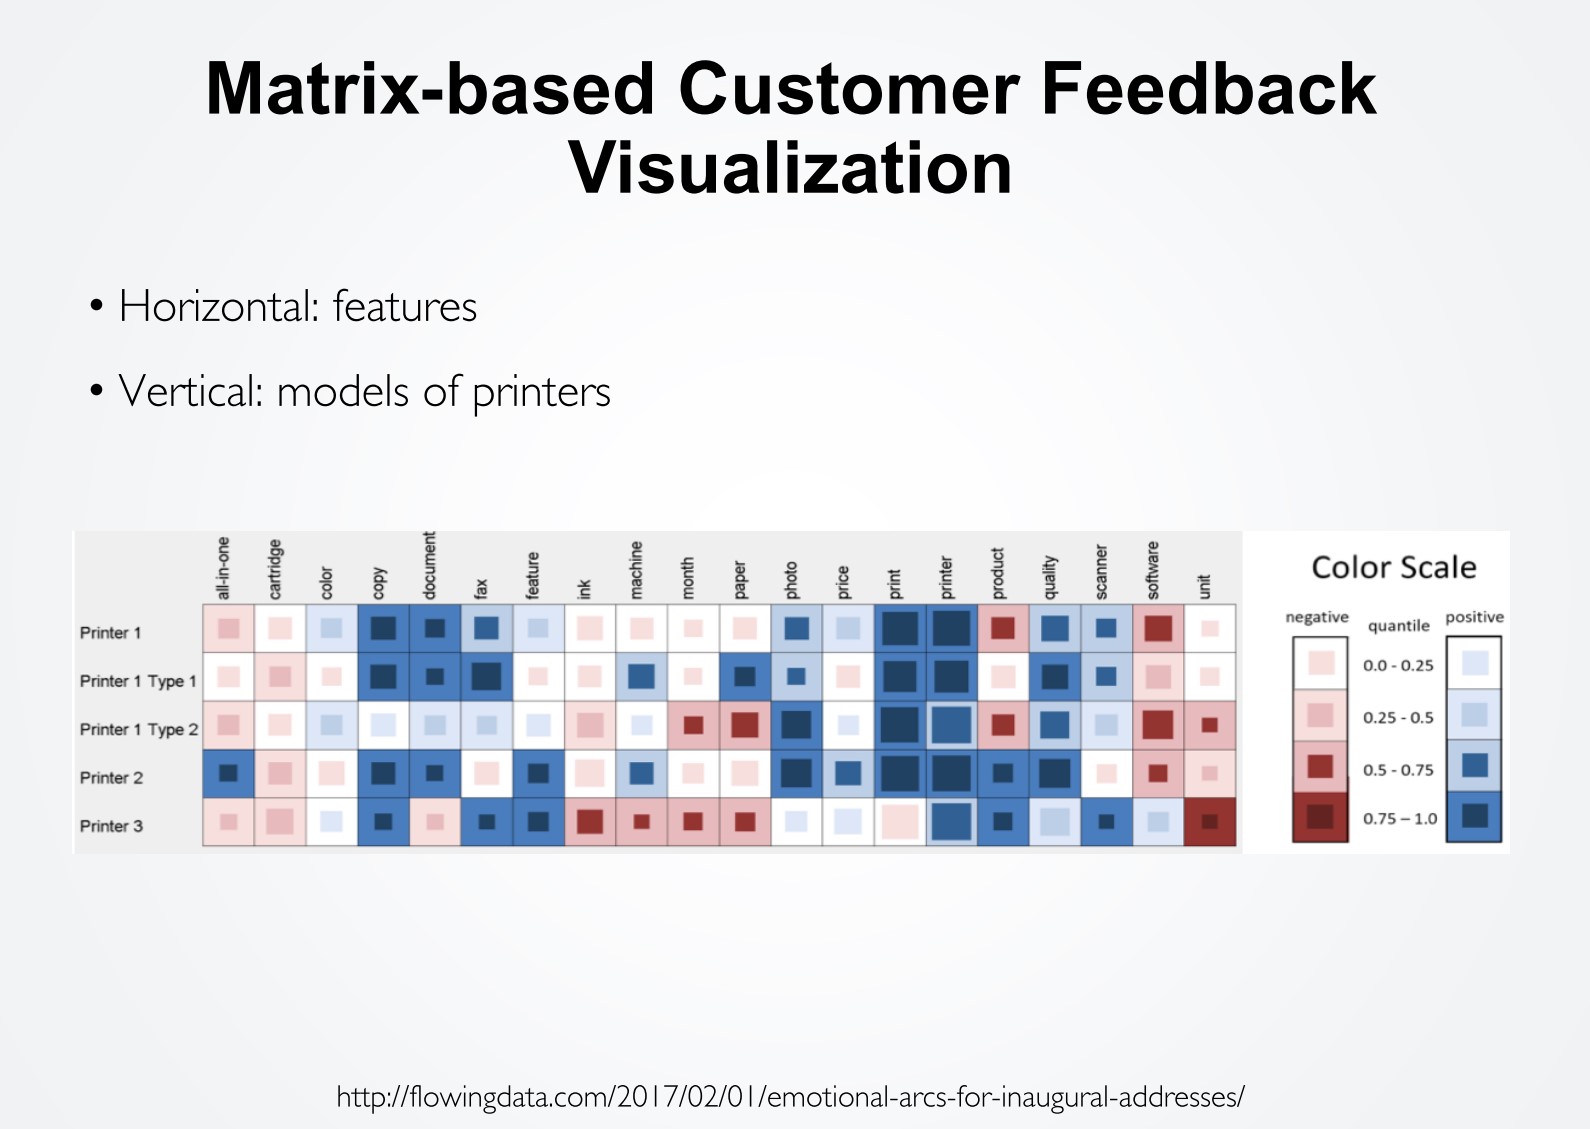 Matrix-based Customer Feedback
Visualization
• Horizontal: features
• Vertical: models of printers
all-in-one
cartridge
color
copy
document
fax
feature
ink
machine
month
paper
photo
price
print
printer
product
quality
scanner
software
unit
Printer 1
Printer 1 Type 1
Printer 1 Type 2
Printer 2
Printer 3
Color Scale
negative quantile positive
0.0 - 0.25
0.25 - 0.5
0.5 - 0.75
0.75 – 1.0
http://flowingdata.com/2017/02/01/emotional-arcs-for-inaugural-addresses/